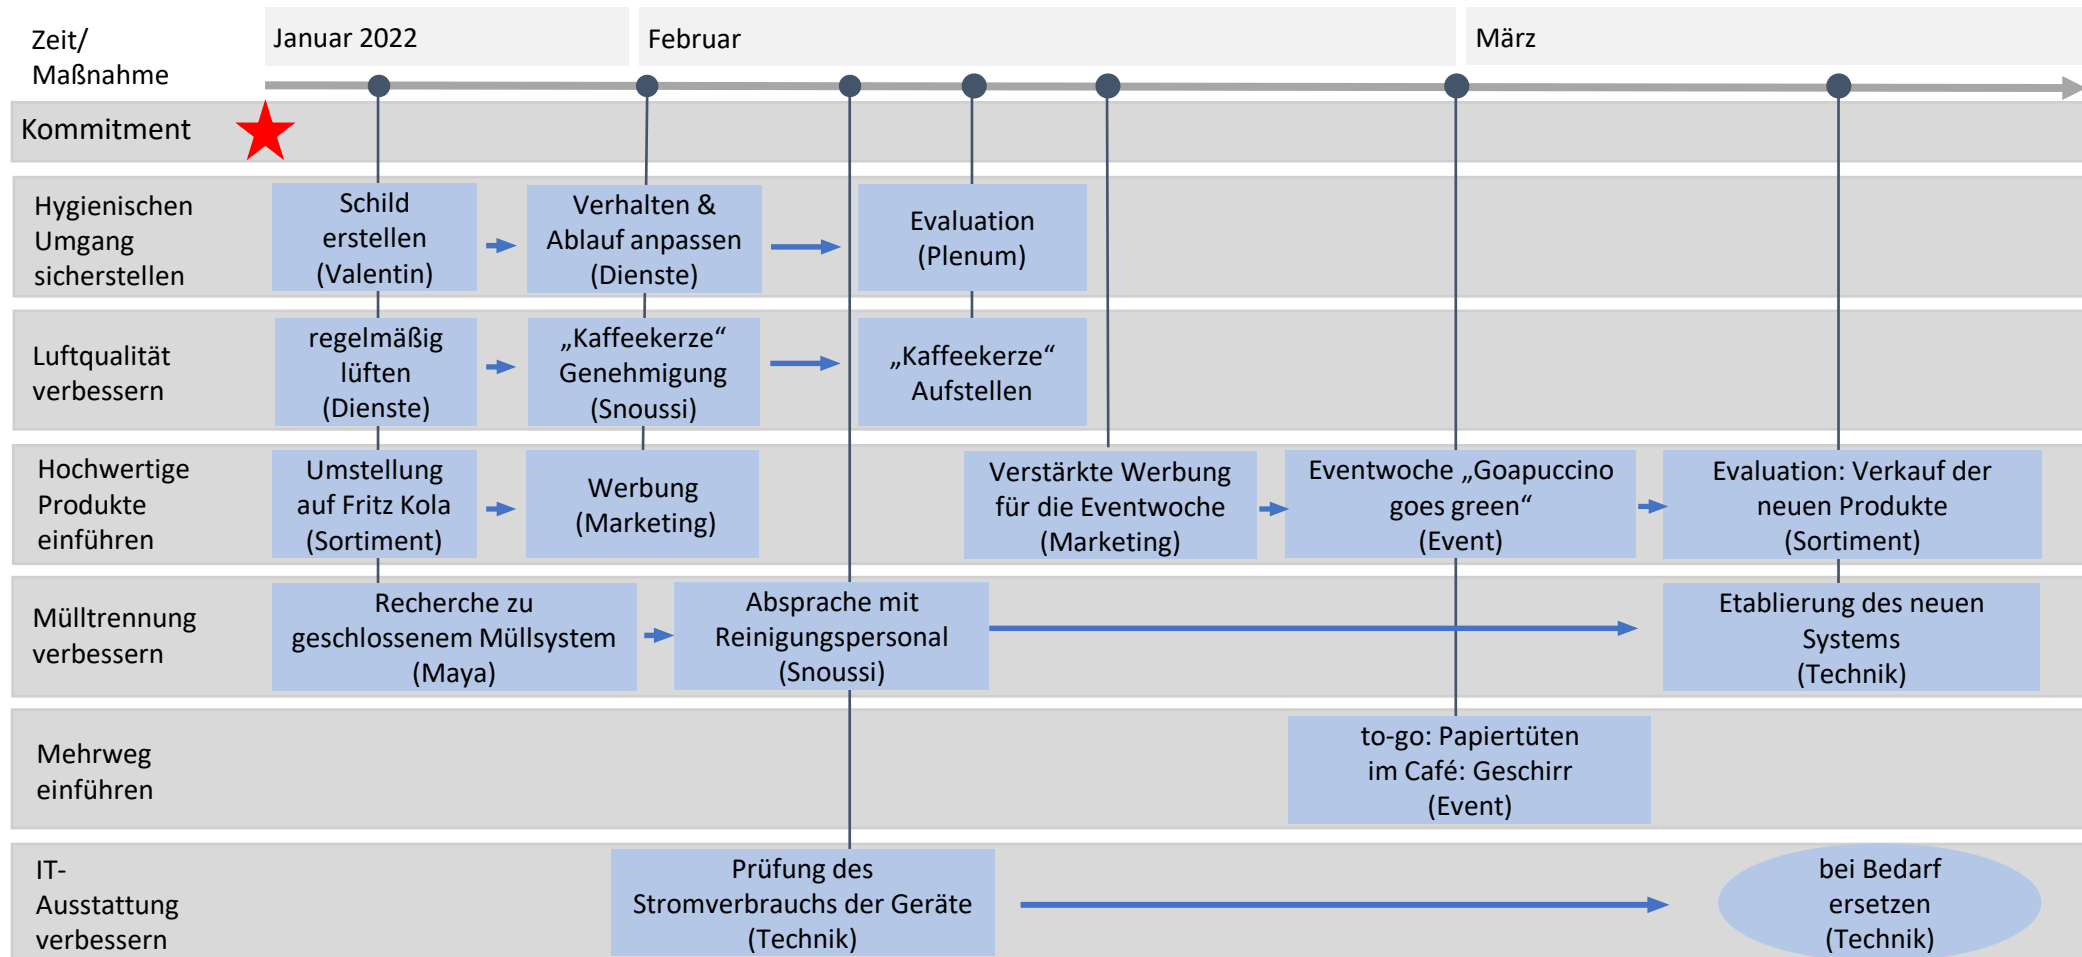 Zeit/
Maßnahme
Januar 2022
Februar
März
Kommitment
Hygienischen
Umgang
sicherstellen
Schild
erstellen
(Valentin)
Verhalten &
Ablauf anpassen
(Dienste)
Evaluation
(Plenum)
Luftqualität
verbessern
regelmäßig
lüften
(Dienste)
„Kaffeekerze“
Genehmigung
(Snoussi)
„Kaffeekerze“
Aufstellen
Hochwertige
Produkte
einführen
Umstellung
auf Fritz Kola
(Sortiment)
Werbung
(Marketing)
Verstärkte Werbung
für die Eventwoche
(Marketing)
Eventwoche „Goapuccino
goes green“
(Event)
Evaluation: Verkauf der
neuen Produkte
(Sortiment)
Mülltrennung
verbessern
Recherche zu
geschlossenem Müllsystem
(Maya)
Absprache mit
Reinigungspersonal
(Snoussi)
Etablierung des neuen
Systems
(Technik)
Mehrweg
einführen
to-go: Papiertüten
im Café: Geschirr
(Event)
IT-
Ausstattung
verbessern
Prüfung des
Stromverbrauchs der Geräte
(Technik)
bei Bedarf
ersetzen
(Technik)